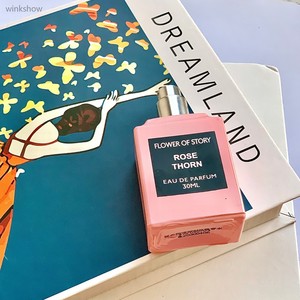 winkshow
DREAMLAND
FLOWER OF STORY
ROSE
THORN
EAU DE PARFUM
30ML